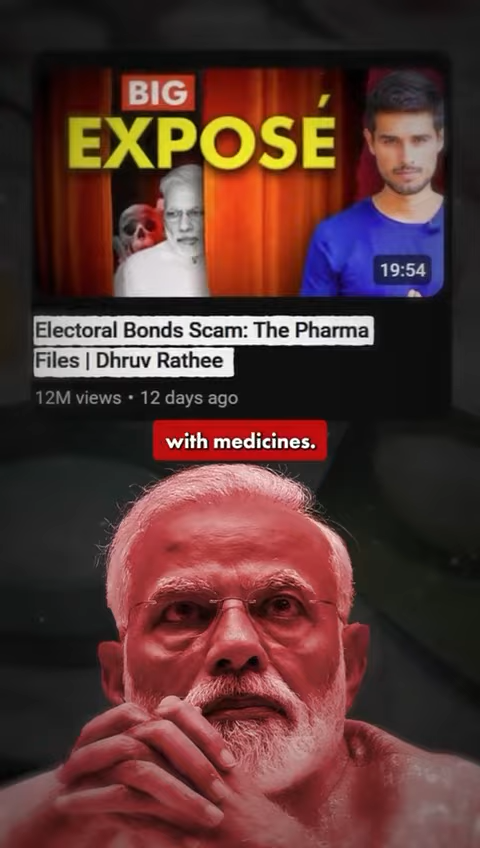 BIG
EXPOSÉ
19:54
Electoral Bonds Scam: The Pharma
Files | Dhruv Rathee
12M views • 12 days ago
with medicines.